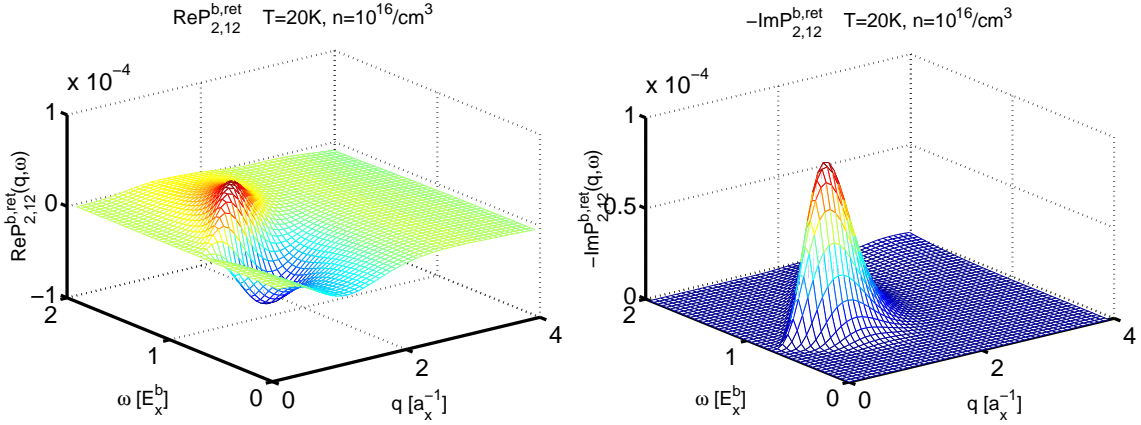 ReP^{b,ret}_{2,12} T=20K, n=10^{16}/cm^3
x 10^{-4}
1
0
−1
ReP^{b,ret}_{2,12}(q,ω)
2
1
0
ω [E^b_x]
0
2
4
q [a_x^{-1}]
−ImP^{b,ret}_{2,12} T=20K, n=10^{16}/cm^3
x 10^{-4}
1
0.5
0
−ImP^{b,ret}_{2,12}(q,ω)
2
1
0
ω [E^b_x]
0
2
4
q [a_x^{-1}]